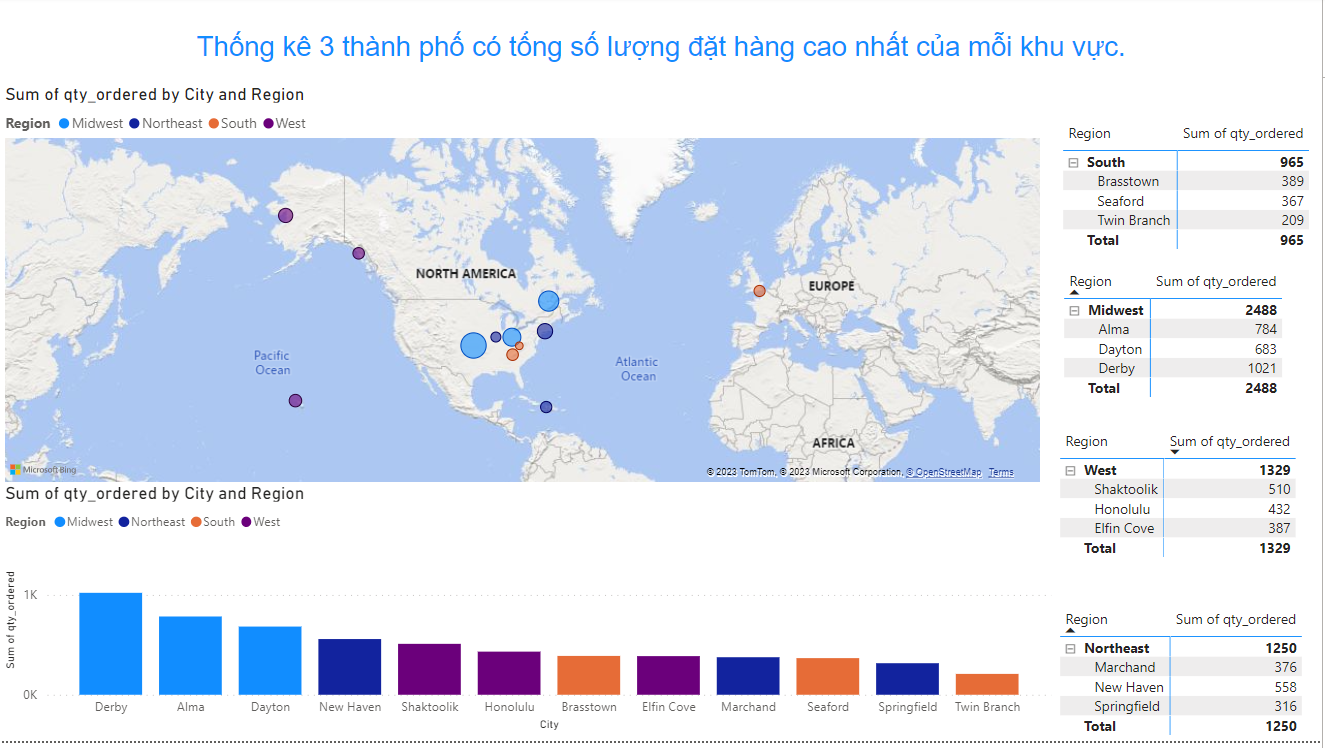 Thống kê 3 thành phố có tổng số lượng đặt hàng cao nhất của mỗi khu vực.
Sum of qty_ordered by City and Region
Region Midwest Northeast South West
NORTH AMERICA
EUROPE
AFRICA
Pacific
Ocean
Atlantic
Ocean
Microsoft Bing
© 2023 TomTom, © 2023 Microsoft Corporation, © OpenStreetMap Terms
Sum of qty_ordered by City and Region
Region Midwest Northeast South West
Sum of qty_ordered
1K
0K
Derby Alma Dayton New Haven Shaktoolik Honolulu Brasstown Elfin Cove Marchand Seaford Springfield Twin Branch
City
Region Sum of qty_ordered
South 965
Brasstown 389
Seaford 367
Twin Branch 209
Total 965
Region Sum of qty_ordered
Midwest 2488
Alma 784
Dayton 683
Derby 1021
Total 2488
Region Sum of qty_ordered
West 1329
Shaktoolik 510
Honolulu 432
Elfin Cove 387
Total 1329
Region Sum of qty_ordered
Northeast 1250
Marchand 376
New Haven 558
Springfield 316
Total 1250